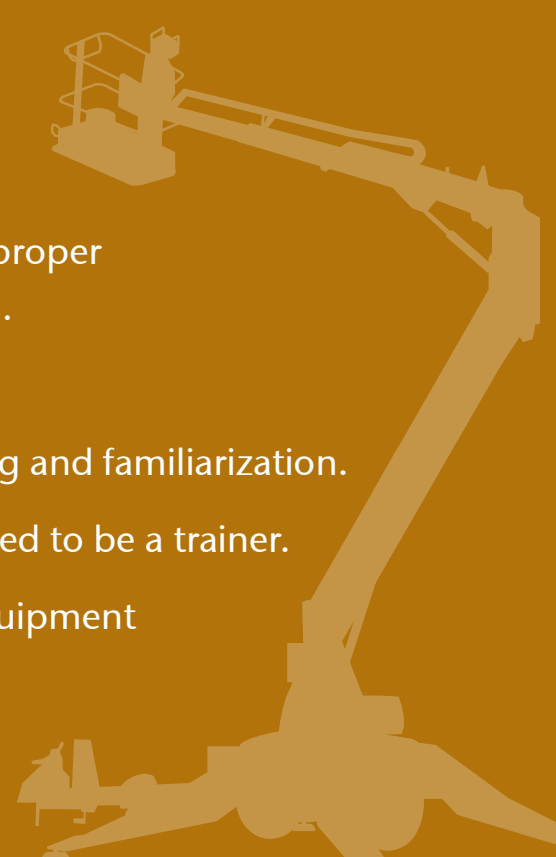 proper
.
g and familiarization.
ed to be a trainer.
uipment